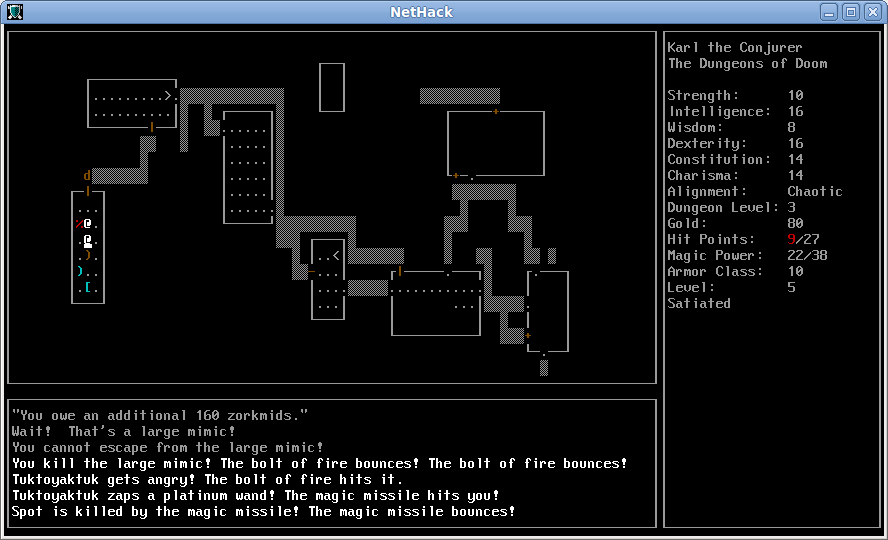 NetHack
Karl the Conjurer
The Dungeons of Doom
Strength: 10
Intelligence: 16
Wisdom: 8
Dexterity: 16
Constitution: 14
Charisma: 14
Alignment: Chaotic
Dungeon Level: 3
Gold: 80
Hit Points: 9/27
Magic Power: 22/38
Armor Class: 10
Level: 5
Satiated
"You owe an additional 160 zorkmids."
Wait!  That's a large mimic!
You cannot escape from the large mimic!
You kill the large mimic! The bolt of fire bounces! The bolt of fire bounces!
Tuktoyaktuk gets angry! The bolt of fire hits it.
Tuktoyaktuk zaps a platinum wand! The magic missile hits you!
Spot is killed by the magic missile! The magic missile bounces!